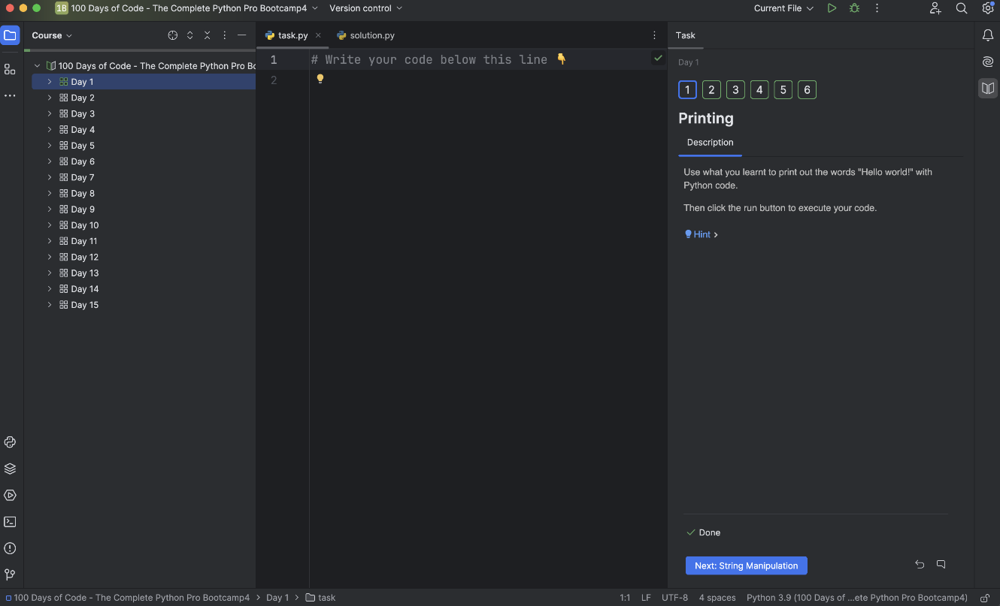 1B 100 Days of Code - The Complete Python Pro Bootcamp4
Version control
Current File
Course
task.py
solution.py
Task
100 Days of Code - The Complete Python Pro Bo
Day 1
Day 2
Day 3
Day 4
Day 5
Day 6
Day 7
Day 8
Day 9
Day 10
Day 11
Day 12
Day 13
Day 14
Day 15
1 # Write your code below this line 👇
2
Day 1
1 2 3 4 5 6
Printing
Description
Use what you learnt to print out the words "Hello world!" with
Python code.
Then click the run button to execute your code.
Hint
Done
Next: String Manipulation
100 Days of Code - The Complete Python Pro Bootcamp4 > Day 1 > task
1:1 LF UTF-8 4 spaces Python 3.9 (100 Days of ...ete Python Pro Bootcamp4)